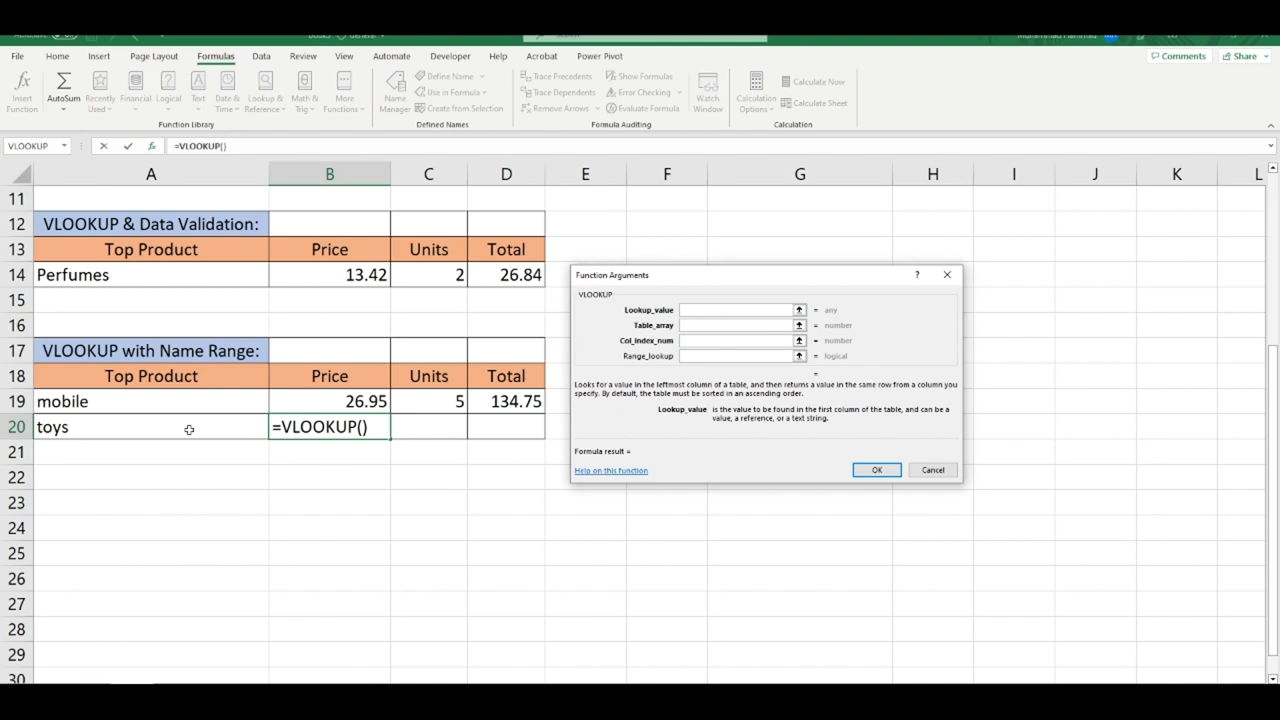 File Home Insert Page Layout Formulas Data Review View Automate Developer Help Acrobat Power Pivot Comments Share
Insert Function AutoSum Recently Used Financial Logical Text Date & Time Lookup & Reference Math & Trig More Functions
Name Manager Define Name Use in Formula Create from Selection
Trace Precedents Trace Dependents Remove Arrows Show Formulas Error Checking Evaluate Formula
Watch Window Calculation Options Calculate Now Calculate Sheet
Function Library Defined Names Formula Auditing Calculation
VLOOKUP fx =VLOOKUP()
A B C D E F G H I J K L
11
12 VLOOKUP & Data Validation:
13 Top Product Price Units Total
14 Perfumes 13.42 2 26.84
15
16
17 VLOOKUP with Name Range:
18 Top Product Price Units Total
19 mobile 26.95 5 134.75
20 toys =VLOOKUP()
21
22
23
24
25
26
27
28
29
30
Function Arguments ?
VLOOKUP
Lookup_value = any
Table_array = number
Col_index_num = number
Range_lookup = logical
=
Looks for a value in the leftmost column of a table, and then returns a value in the same row from a column you
specify. By default, the table must be sorted in an ascending order.
Lookup_value is the value to be found in the first column of the table, and can be a
value, a reference, or a text string.
Formula result =
Help on this function OK Cancel